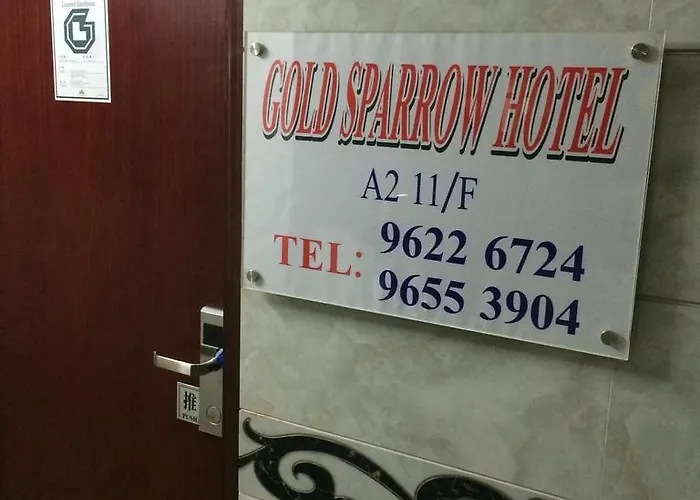 GOLD SPARROW HOTEL
A2 11/F
TEL:
9622 6724
9655 3904
推
PUSH